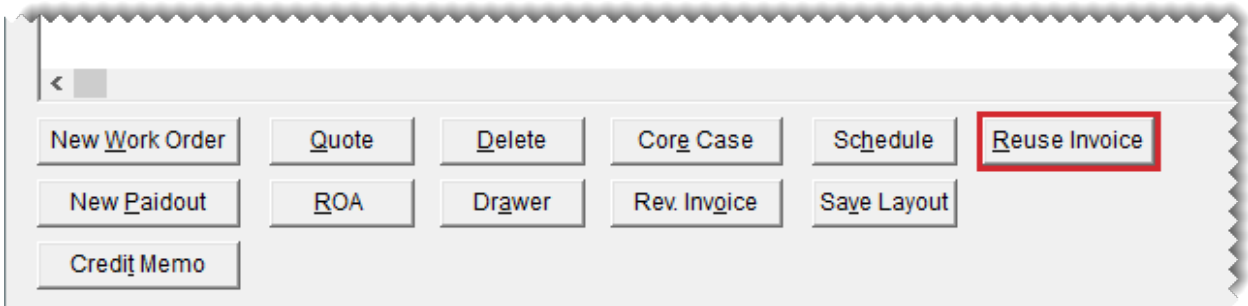 New Work Order Quote Delete Core Case Schedule Reuse Invoice
New Paidout ROA Drawer Rev. Invoice Save Layout
Credit Memo